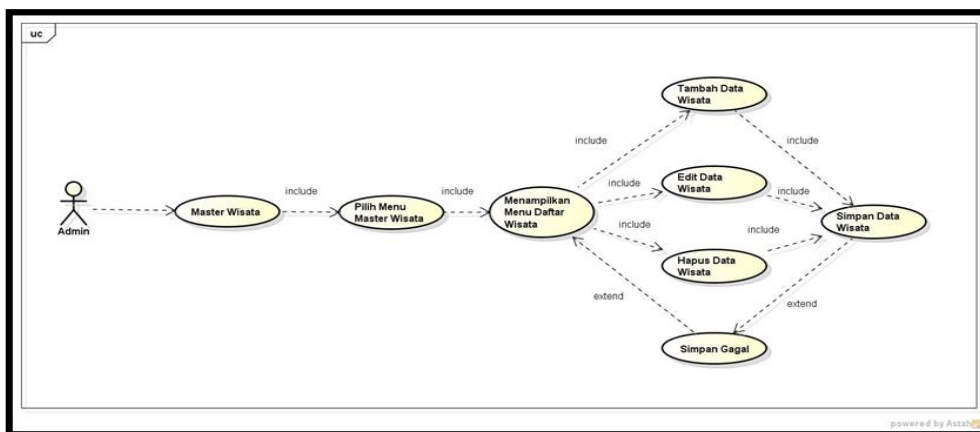 uc
Tambah Data
Wisata
include
include
Edit Data
Wisata
include
include
include
include
Admin
Master Wisata
Pilih Menu
Master Wisata
Menampilkan
Menu Daftar
Wisata
Simpan Data
Wisata
include
include
Hapus Data
Wisata
extend
extend
Simpan Gagal
powered by Astah